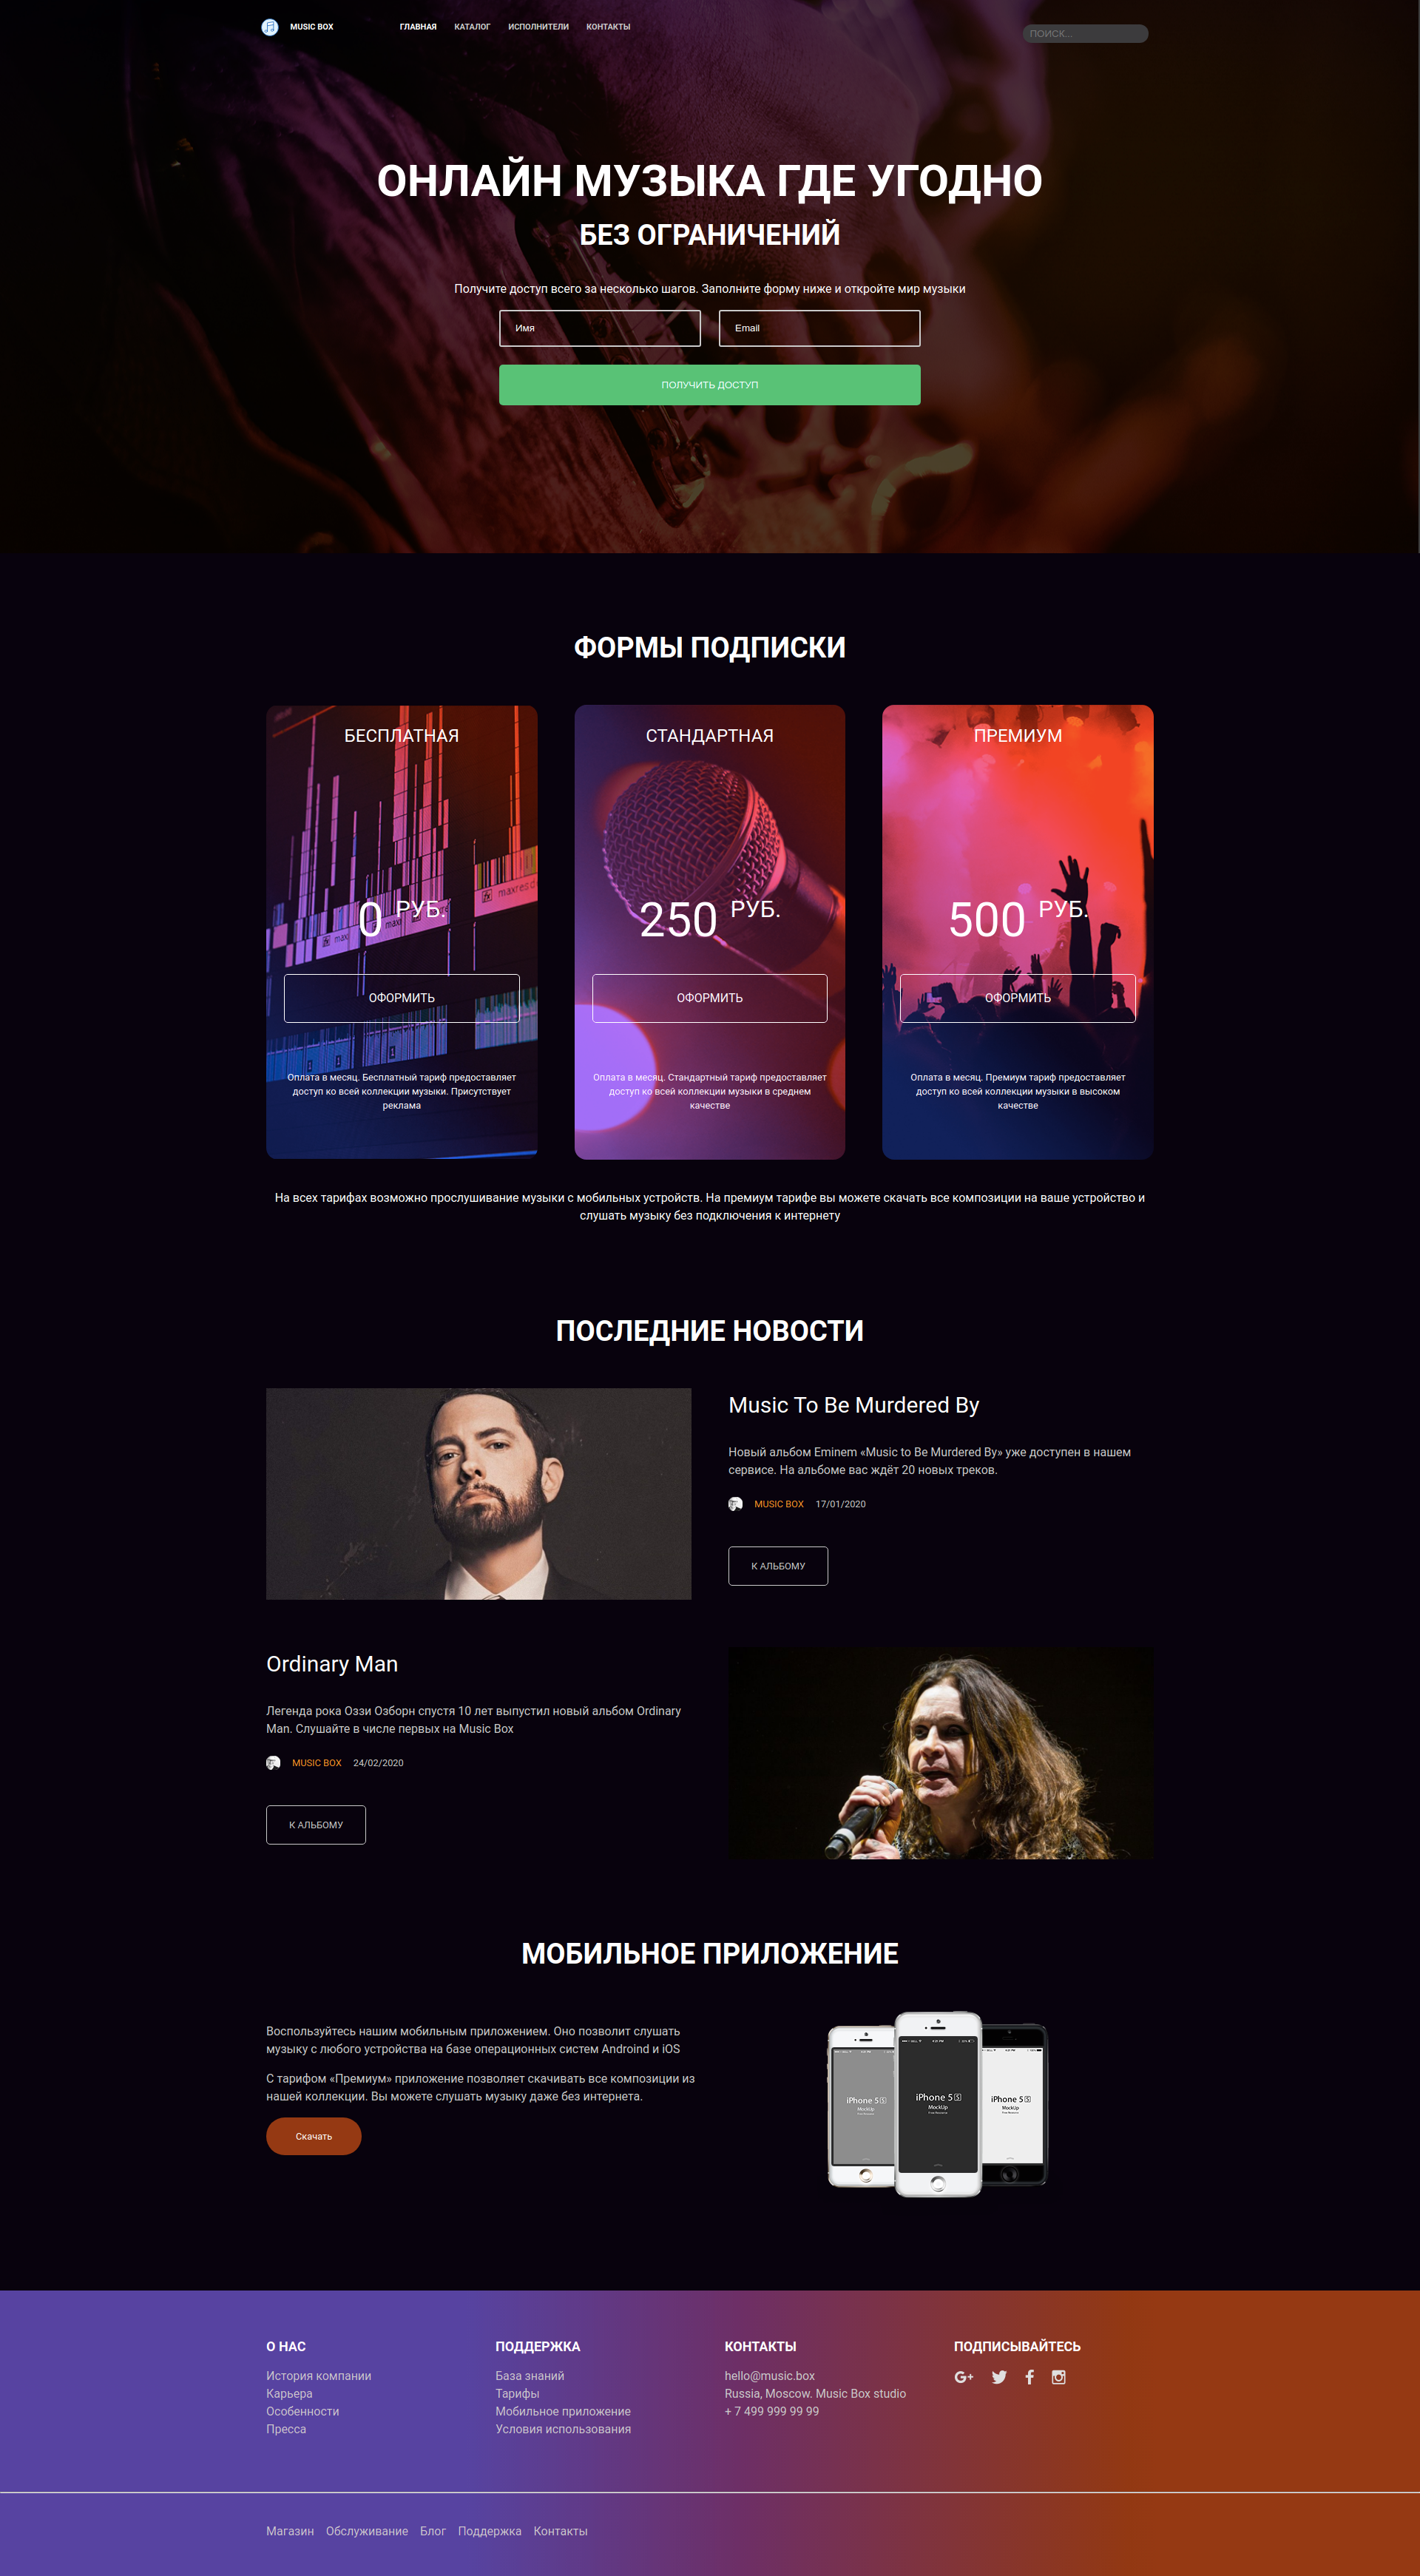 MUSIC BOX ГЛАВНАЯ КАТАЛОГ ИСПОЛНИТЕЛИ КОНТАКТЫ ПОИСК...
ОНЛАЙН МУЗЫКА ГДЕ УГОДНО
БЕЗ ОГРАНИЧЕНИЙ
Получите доступ всего за несколько шагов. Заполните форму ниже и откройте мир музыки
Имя Email
ПОЛУЧИТЬ ДОСТУП
ФОРМЫ ПОДПИСКИ
БЕСПЛАТНАЯ
0 РУБ.
ОФОРМИТЬ
Оплата в месяц. Бесплатный тариф предоставляет
доступ ко всей коллекции музыки. Присутствует
реклама
СТАНДАРТНАЯ
250 РУБ.
ОФОРМИТЬ
Оплата в месяц. Стандартный тариф предоставляет
доступ ко всей коллекции музыки в среднем
качестве
ПРЕМИУМ
500 РУБ.
ОФОРМИТЬ
Оплата в месяц. Премиум тариф предоставляет
доступ ко всей коллекции музыки в высоком
качестве
На всех тарифах возможно прослушивание музыки с мобильных устройств. На премиум тарифе вы можете скачать все композиции на ваше устройство и
слушать музыку без подключения к интернету
ПОСЛЕДНИЕ НОВОСТИ
Music To Be Murdered By
Новый альбом Eminem «Music to Be Murdered By» уже доступен в нашем
сервисе. На альбоме вас ждёт 20 новых треков.
MUSIC BOX 17/01/2020
К АЛЬБОМУ
Ordinary Man
Легенда рока Оззи Озборн спустя 10 лет выпустил новый альбом Ordinary
Man. Слушайте в числе первых на Music Box
MUSIC BOX 24/02/2020
К АЛЬБОМУ
МОБИЛЬНОЕ ПРИЛОЖЕНИЕ
Воспользуйтесь нашим мобильным приложением. Оно позволит слушать
музыку с любого устройства на базе операционных систем Androind и iOS
С тарифом «Премиум» приложение позволяет скачивать все композиции из
нашей коллекции. Вы можете слушать музыку даже без интернета.
Скачать
iPhone 5 S
MockUp
iPhone 5 S
MockUp
iPhone 5 S
MockUp
О НАС
История компании
Карьера
Особенности
Пресса
ПОДДЕРЖКА
База знаний
Тарифы
Мобильное приложение
Условия использования
КОНТАКТЫ
hello@music.box
Russia, Moscow. Music Box studio
+ 7 499 999 99 99
ПОДПИСЫВАЙТЕСЬ
Магазин Обслуживание Блог Поддержка Контакты